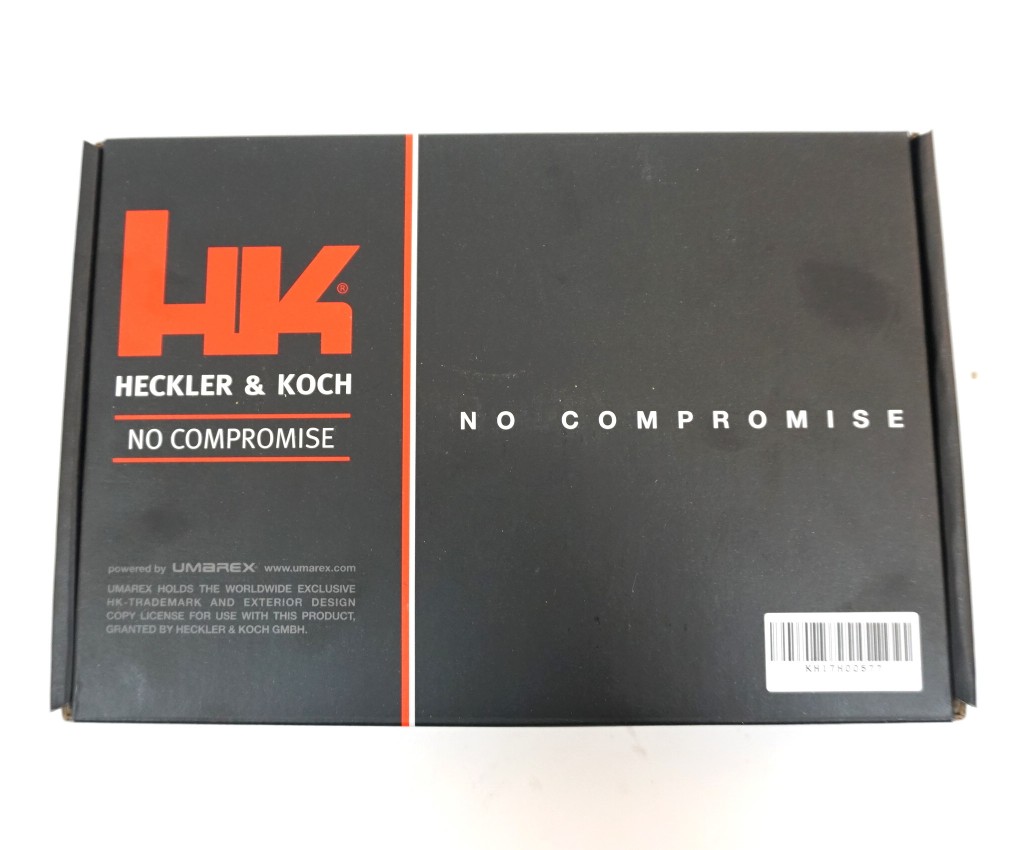 HK®
HECKLER & KOCH
NO COMPROMISE
NO COMPROMISE
powered by UMAREX® www.umarex.com
UMAREX HOLDS THE WORLDWIDE EXCLUSIVE
HK-TRADEMARK AND EXTERIOR DESIGN
COPY LICENSE FOR USE WITH THIS PRODUCT,
GRANTED BY HECKLER & KOCH GMBH.